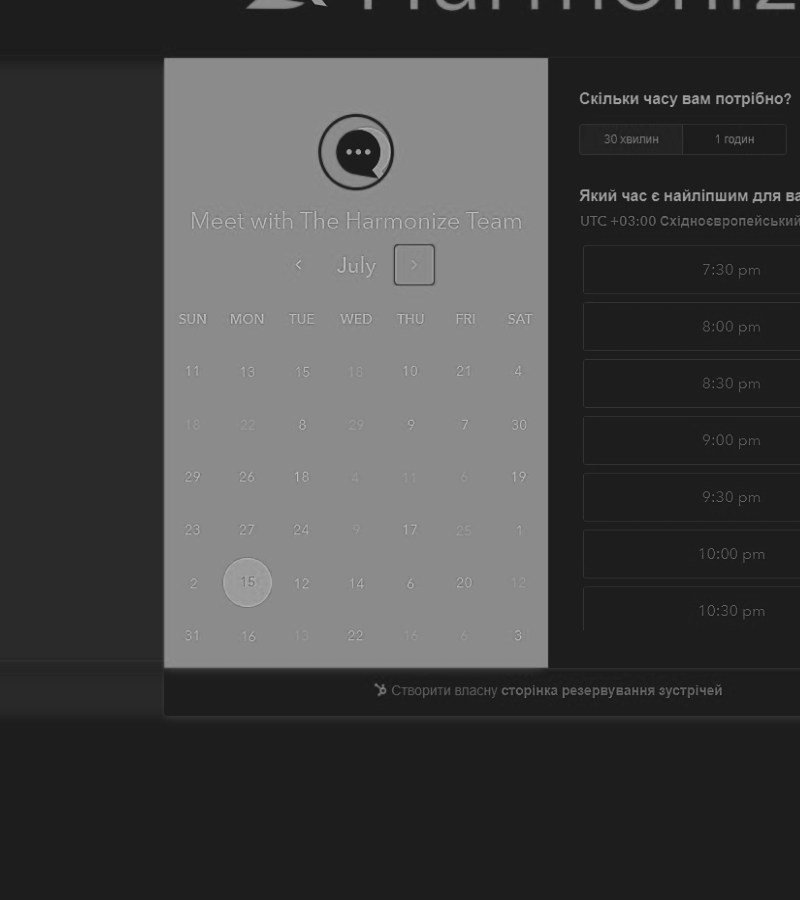 Harmoniz
Meet with The Harmonize Team
July
SUN MON TUE WED THU FRI SAT
11 13 15 18 10 21 4
18 22 8 29 9 7 30
29 26 18 4 11 6 19
23 27 24 9 17 25 1
2 15 12 14 6 20 12
31 16 13 22 16 6 3
Скільки часу вам потрібно?
30 хвилин 1 годин
Який час є найліпшим для ва
UTC +03:00 Східноєвропейський
7:30 pm
8:00 pm
8:30 pm
9:00 pm
9:30 pm
10:00 pm
10:30 pm
Створити власну сторінка резервування зустрічей